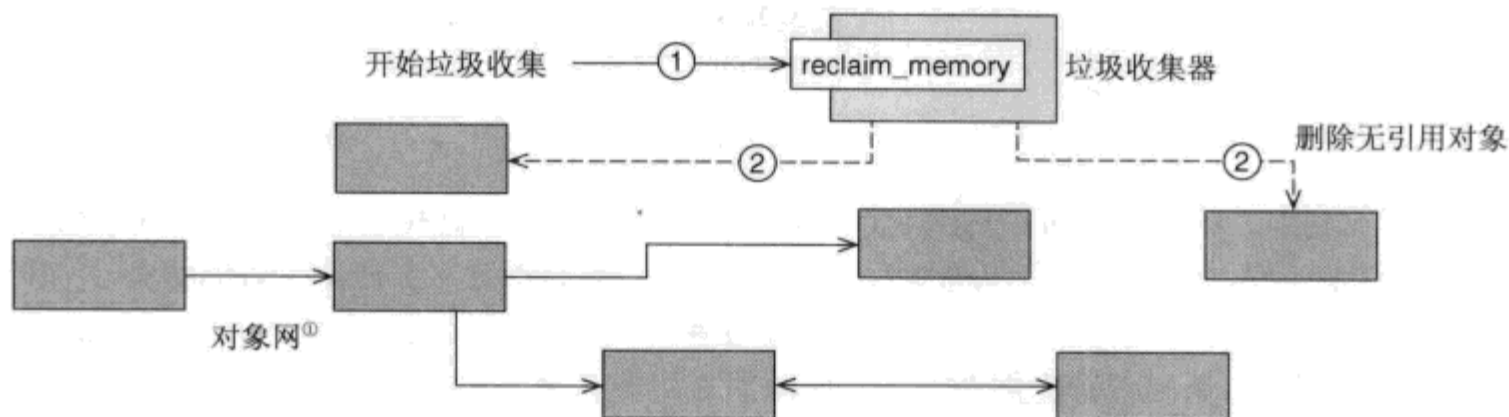 开始垃圾收集
①
reclaim_memory
垃圾收集器
②
②
删除无引用对象
对象网①